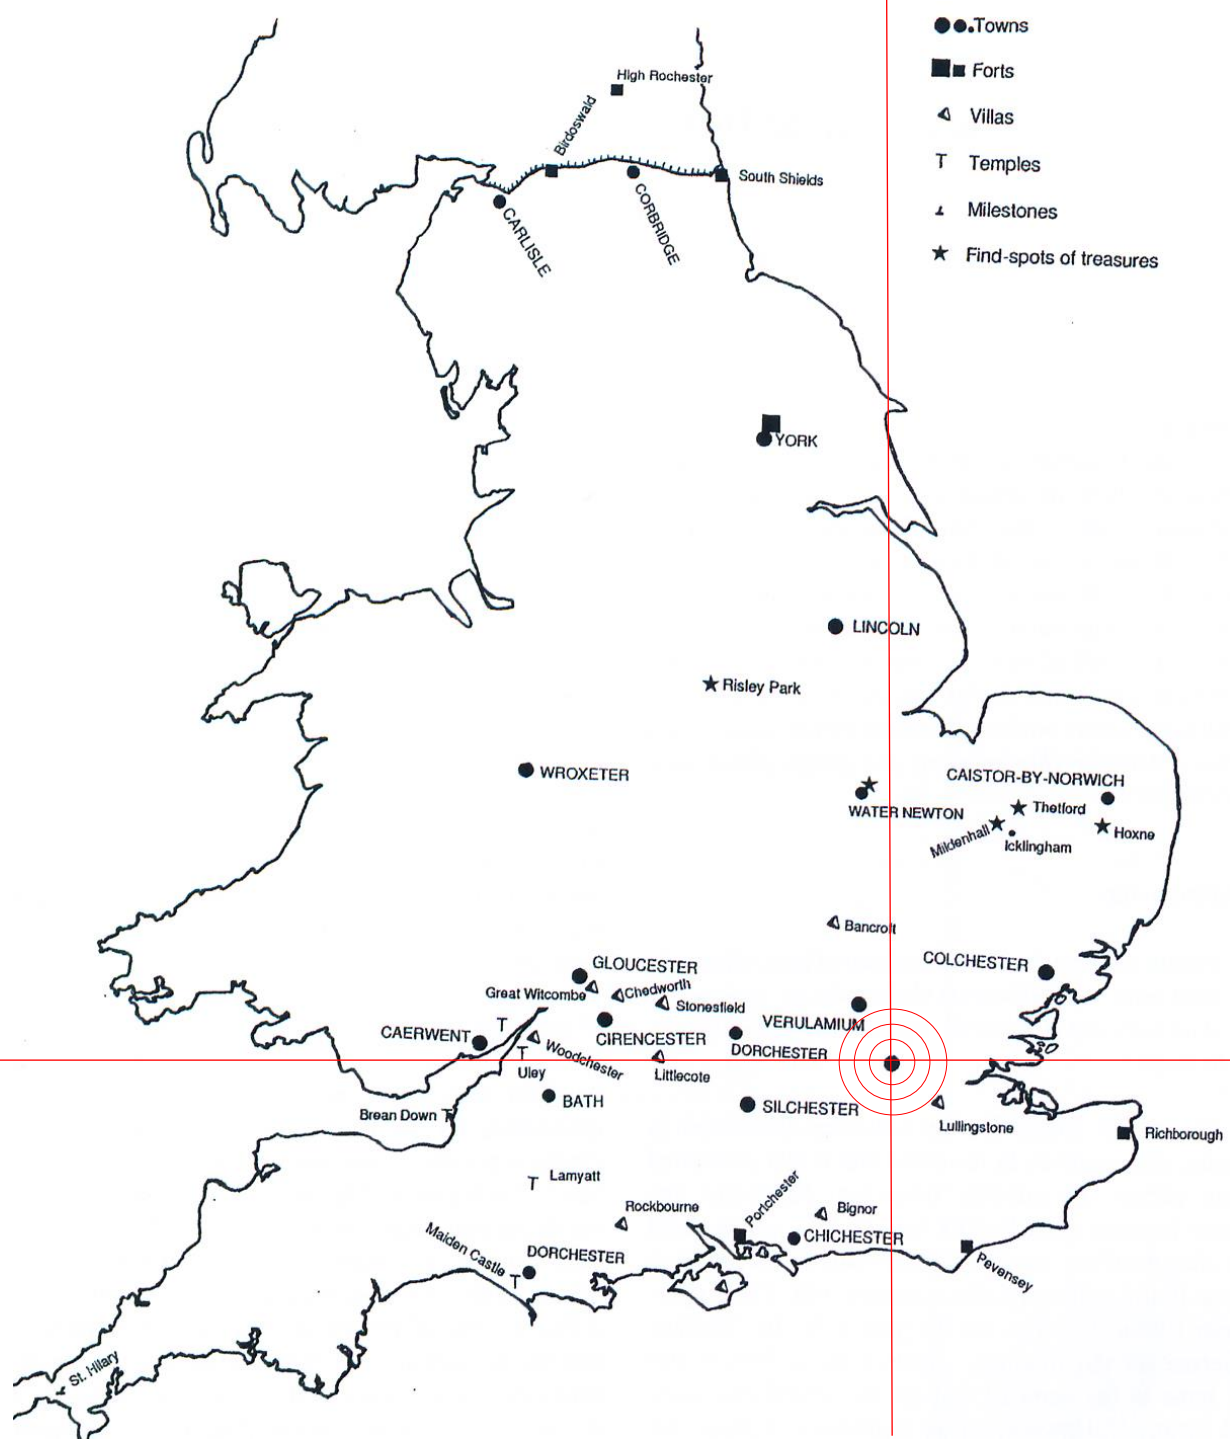 Towns
Forts
Villas
T Temples
Milestones
Find-spots of treasures
High Rochester
Birdoswald
South Shields
CARLISLE
CORBRIDGE
YORK
LINCOLN
Risley Park
WROXETER
CAISTOR-BY-NORWICH
WATER NEWTON
Thetford
Mildenhall
Hoxne
Icklingham
Bancroft
COLCHESTER
GLOUCESTER
Great Witcombe
Chedworth
Stonesfield
VERULAMIUM
CAERWENT
T
CIRENCESTER
DORCHESTER
T
Woodchester
Uley
Littlecote
BATH
SILCHESTER
Brean Down T
Lullingstone
Richborough
T
Lamyatt
Rockbourne
Portchester
Bignor
CHICHESTER
Maiden Castle
T
DORCHESTER
Pevensey
St. Hilary